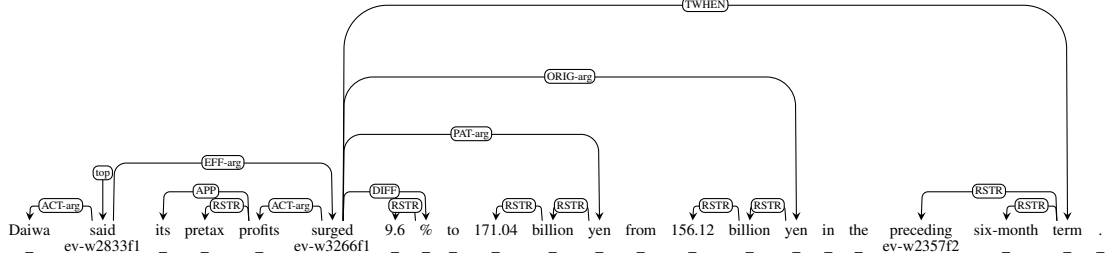 TWHEN
ORIG-arg
PAT-arg
EFF-arg
top
APP DIFF RSTR
ACT-arg RSTR ACT-arg RSTR RSTR RSTR RSTR RSTR RSTR
Daiwa said its pretax profits surged 9.6 % to 171.04 billion yen from 156.12 billion yen in the preceding six-month term .
ev-w2833f1 ev-w3266f1 ev-w2357f2
_ _ _ _ _ _ _ _ _ _ _ _ _ _ _ _ _ _